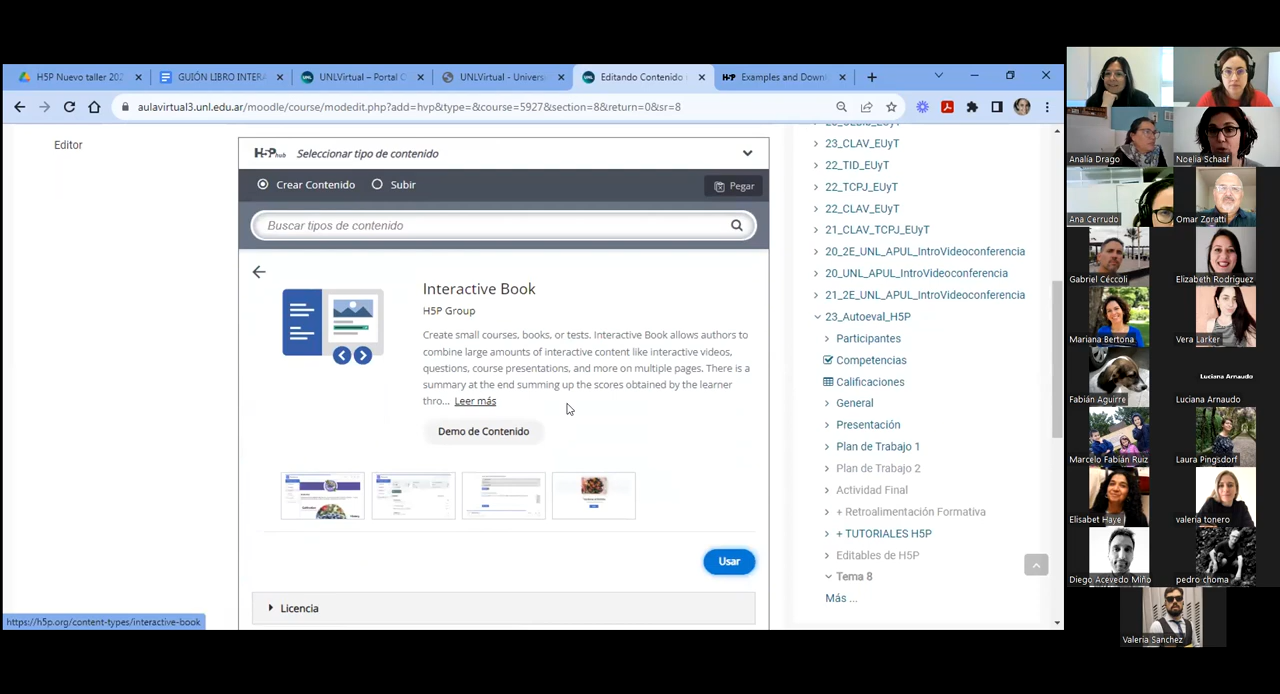 H5P Nuevo taller 202
GUIÓN LIBRO INTERA
UNLVirtual – Portal C
UNLVirtual - Univers
Editando Contenido
Examples and Down
aulavirtual3.unl.edu.ar/moodle/course/modedit.php?add=hvp&type=&course=5927&section=8&return=0&sr=8
Editor
H5P hub Seleccionar tipo de contenido
Crear Contenido
Subir
Pegar
Buscar tipos de contenido
Interactive Book
H5P Group
Create small courses, books, or tests. Interactive Book allows authors to
combine large amounts of interactive content like interactive videos,
questions, course presentations, and more on multiple pages. There is a
summary at the end summing up the scores obtained by the learner
thro... Leer más
Demo de Contenido
Usar
Licencia
https://h5p.org/content-types/interactive-book
23_CLAV_EUyT
22_TID_EUyT
22_TCPJ_EUyT
22_CLAV_EUyT
21_CLAV_TCPJ_EUyT
20_2E_UNL_APUL_IntroVideoconferencia
20_UNL_APUL_IntroVideoconferencia
21_2E_UNL_APUL_IntroVideoconferencia
23_Autoeval_H5P
Participantes
Competencias
Calificaciones
General
Presentación
Plan de Trabajo 1
Plan de Trabajo 2
Actividad Final
+ Retroalimentación Formativa
+ TUTORIALES H5P
Editables de H5P
Tema 8
Más ...
Analía Drago
Noelia Schaaf
Ana Cerrudo
Omar Zoratti
Gabriel Céccoli
Elizabeth Rodriguez
Mariana Bertona
Vera Larker
Fabián Aguirre
Luciana Arnaudo
Luciana Arnaudo
Marcelo Fabián Ruiz
Laura Pingsdorf
Elisabet Haye
valeria tonero
Diego Acevedo Miño
pedro choma
Valeria Sanchez